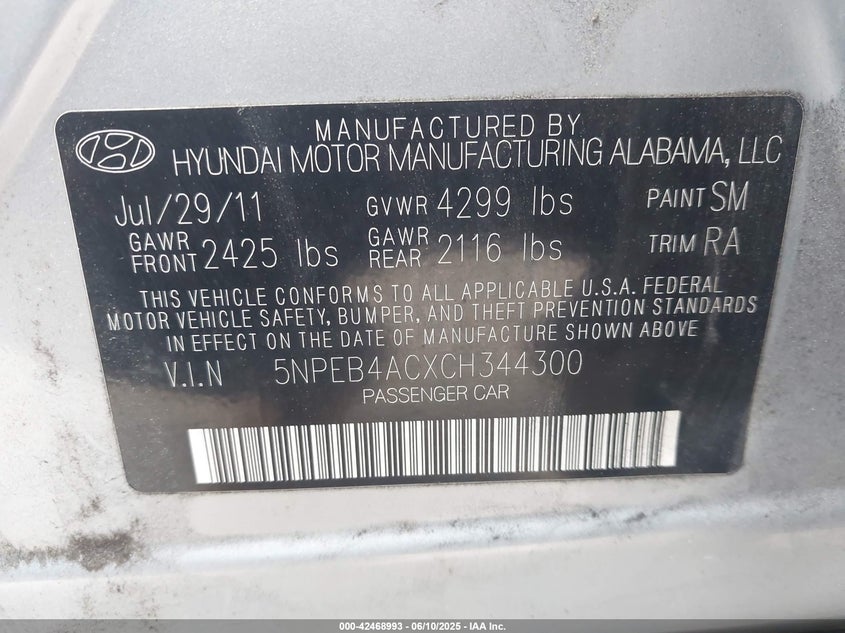 MANUFACTURED BY
HYUNDAI MOTOR MANUFACTURING ALABAMA, LLC
Jul/29/11 GVWR 4299 lbs PAINT SM
GAWR FRONT 2425 lbs GAWR REAR 2116 lbs TRIM RA
THIS VEHICLE CONFORMS TO ALL APPLICABLE U.S.A. FEDERAL
MOTOR VEHICLE SAFETY, BUMPER, AND THEFT PREVENTION STANDARDS
IN EFFECT ON THE DATE OF MANUFACTURE SHOWN ABOVE
V.I.N 5NPEB4ACXCH344300
PASSENGER CAR
000-42468993 - 06/10/2025 - IAA Inc.